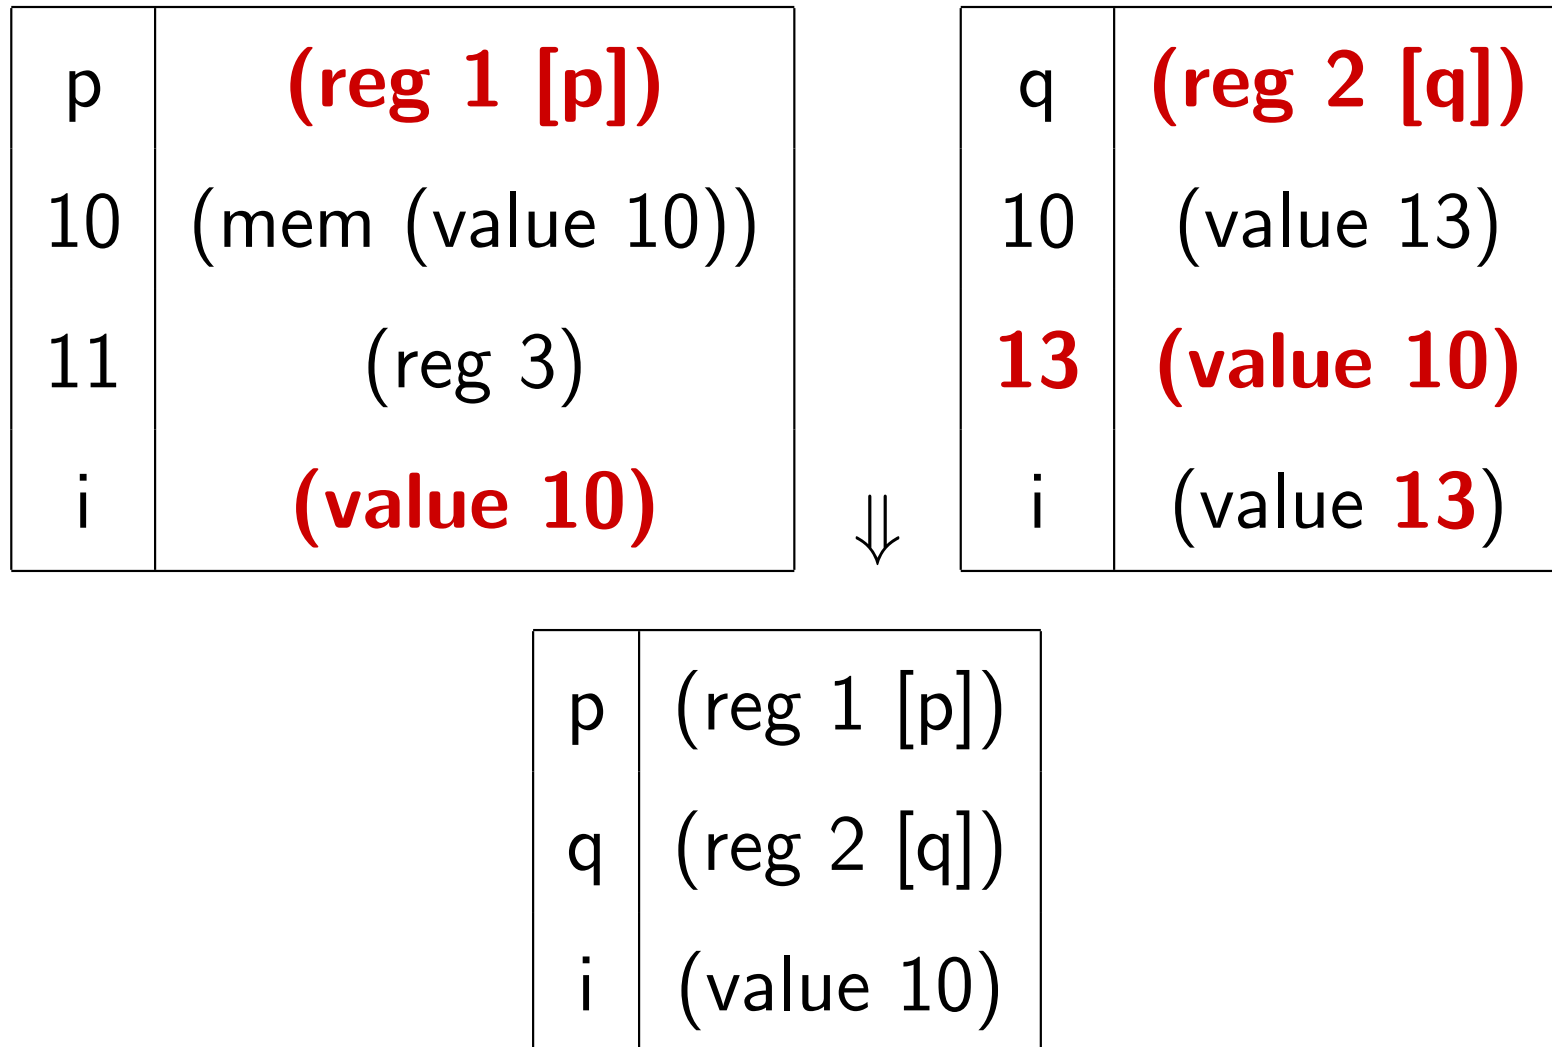 p (reg 1 [p])
10 (mem (value 10))
11 (reg 3)
i (value 10)
q (reg 2 [q])
10 (value 13)
13 (value 10)
i (value 13)
⇓
p (reg 1 [p])
q (reg 2 [q])
i (value 10)